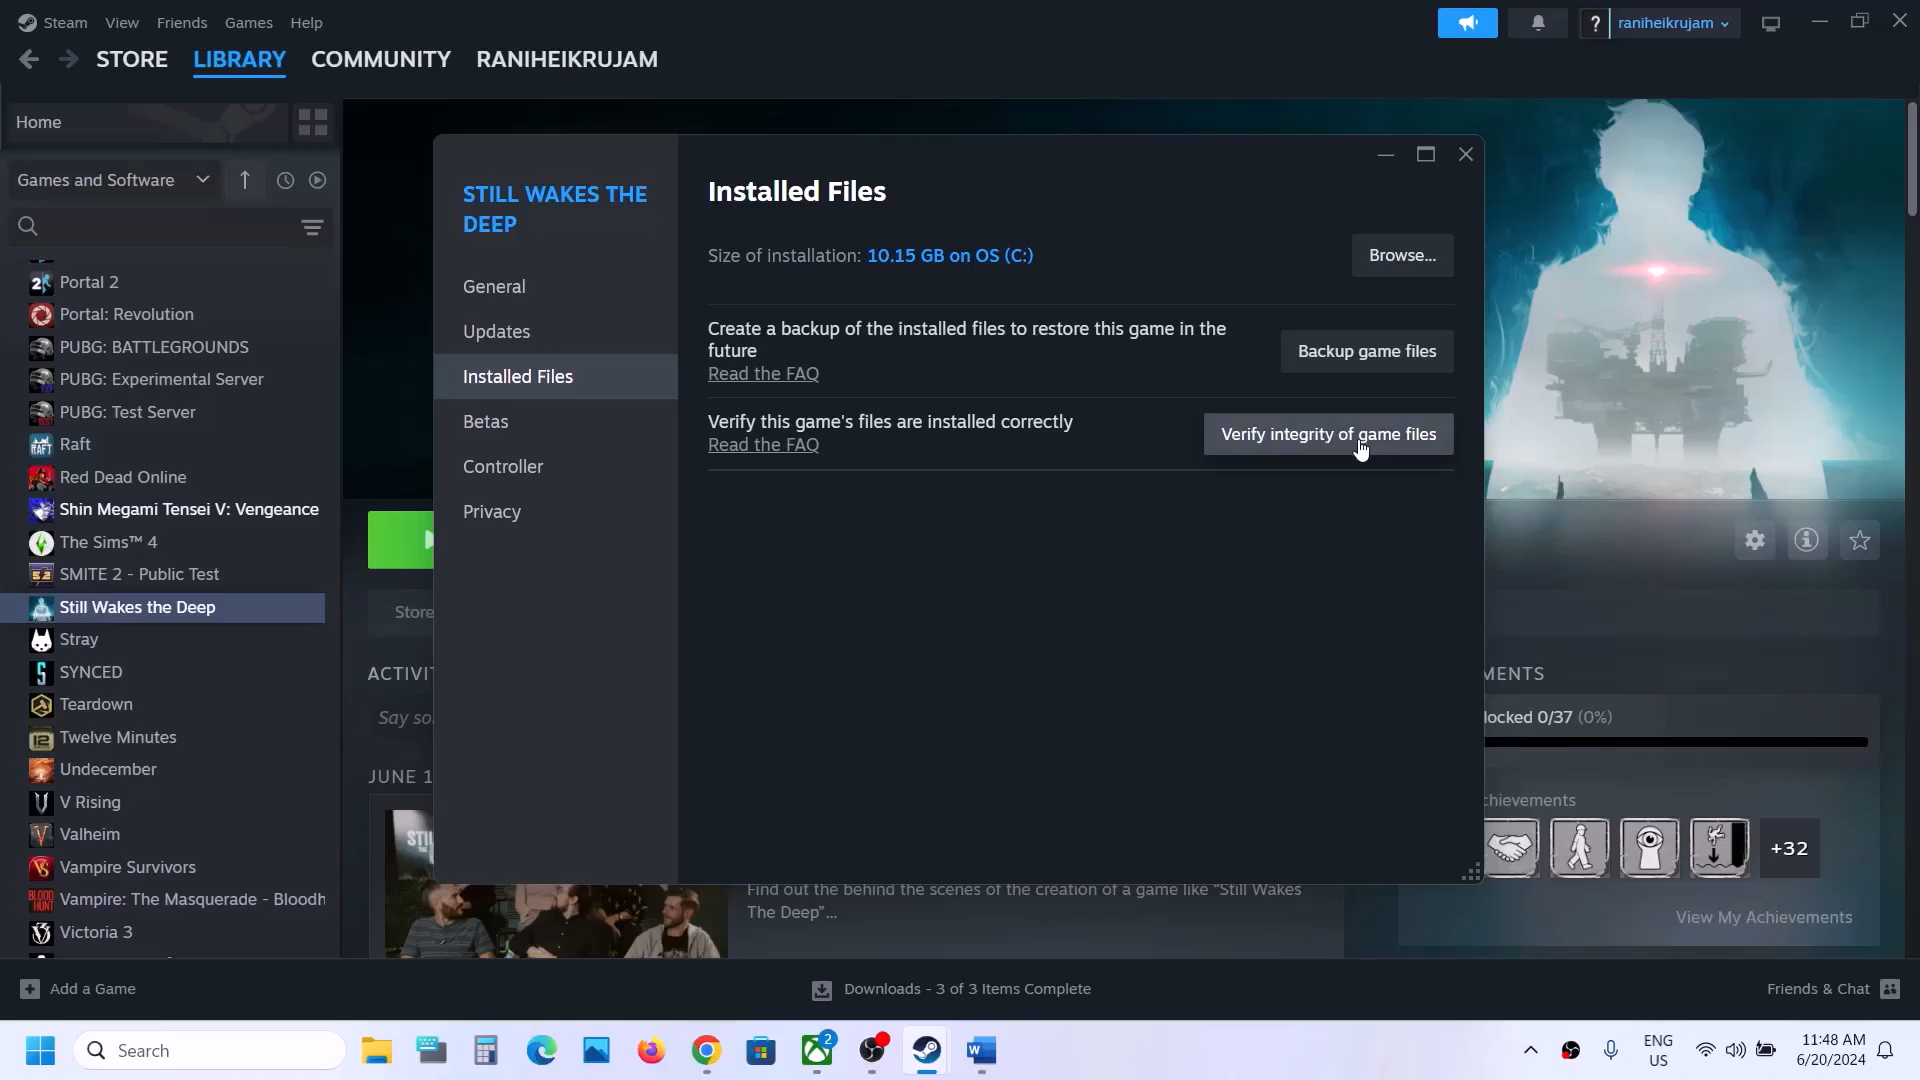 Steam View Friends Games Help
raniheikrujam
STORE LIBRARY COMMUNITY RANIHEIKRUJAM
Home
Games and Software
Portal 2
Portal: Revolution
PUBG: BATTLEGROUNDS
PUBG: Experimental Server
PUBG: Test Server
Raft
Red Dead Online
Shin Megami Tensei V: Vengeance
The Sims™ 4
SMITE 2 - Public Test
Still Wakes the Deep
Stray
SYNCED
Teardown
Twelve Minutes
Undecember
V Rising
Valheim
Vampire Survivors
Vampire: The Masquerade - Bloodh
Victoria 3
STILL WAKES THE
DEEP
General
Updates
Installed Files
Betas
Controller
Privacy
Installed Files
Size of installation: 10.15 GB on OS (C:)
Browse...
Create a backup of the installed files to restore this game in the
future
Read the FAQ
Backup game files
Verify this game's files are installed correctly
Read the FAQ
Verify integrity of game files
Store
ACTIVIT
Say so
JUNE 1
STI
Find out the behind the scenes of the creation of a game like "Still Wakes
The Deep"...
MENTS
locked 0/37 (0%)
chievements
+32
View My Achievements
Add a Game
Downloads - 3 of 3 Items Complete
Friends & Chat
Search
2
ENG
US
11:48 AM
6/20/2024